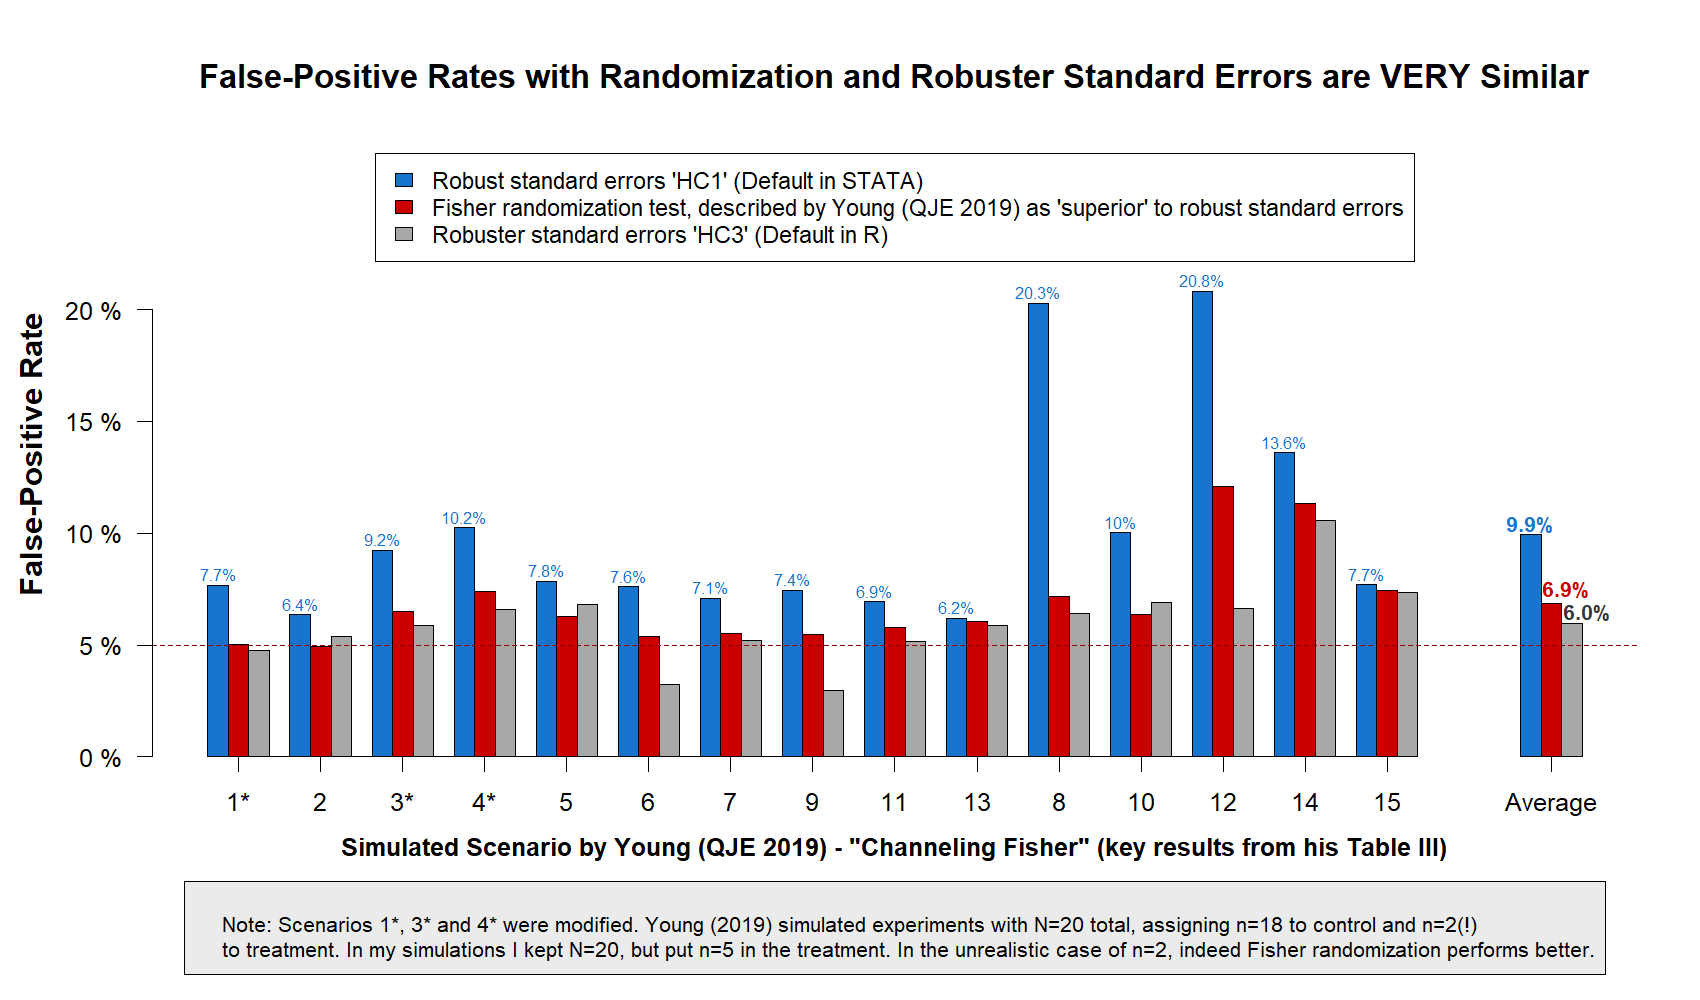 False-Positive Rates with Randomization and Robuster Standard Errors are VERY Similar
Robust standard errors 'HC1' (Default in STATA)
Fisher randomization test, described by Young (QJE 2019) as 'superior' to robust standard errors
Robuster standard errors 'HC3' (Default in R)
False-Positive Rate
20 %
15 %
10 %
5 %
0 %
7.7%
6.4%
9.2%
10.2%
7.8%
7.6%
7.1%
7.4%
6.9%
6.2%
20.3%
10%
20.8%
13.6%
7.7%
9.9%
6.9%
6.0%
1* 2 3* 4* 5 6 7 9 11 13 8 10 12 14 15 Average
Simulated Scenario by Young (QJE 2019) - "Channeling Fisher" (key results from his Table III)
Note: Scenarios 1*, 3* and 4* were modified. Young (2019) simulated experiments with N=20 total, assigning n=18 to control and n=2(!)
to treatment. In my simulations I kept N=20, but put n=5 in the treatment. In the unrealistic case of n=2, indeed Fisher randomization performs better.